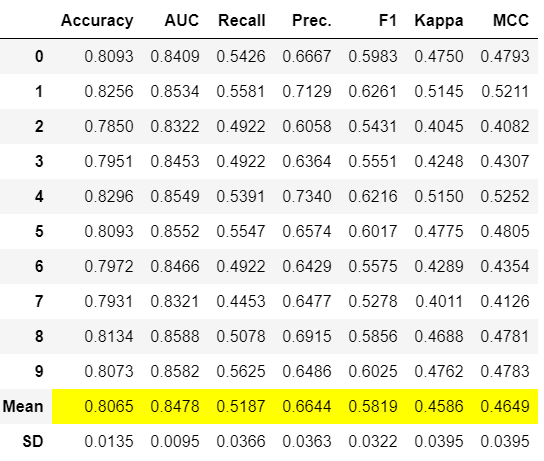 Accuracy AUC Recall Prec. F1 Kappa MCC
0 0.8093 0.8409 0.5426 0.6667 0.5983 0.4750 0.4793
1 0.8256 0.8534 0.5581 0.7129 0.6261 0.5145 0.5211
2 0.7850 0.8322 0.4922 0.6058 0.5431 0.4045 0.4082
3 0.7951 0.8453 0.4922 0.6364 0.5551 0.4248 0.4307
4 0.8296 0.8549 0.5391 0.7340 0.6216 0.5150 0.5252
5 0.8093 0.8552 0.5547 0.6574 0.6017 0.4775 0.4805
6 0.7972 0.8466 0.4922 0.6429 0.5575 0.4289 0.4354
7 0.7931 0.8321 0.4453 0.6477 0.5278 0.4011 0.4126
8 0.8134 0.8588 0.5078 0.6915 0.5856 0.4688 0.4781
9 0.8073 0.8582 0.5625 0.6486 0.6025 0.4762 0.4783
Mean 0.8065 0.8478 0.5187 0.6644 0.5819 0.4586 0.4649
SD 0.0135 0.0095 0.0366 0.0363 0.0322 0.0395 0.0395